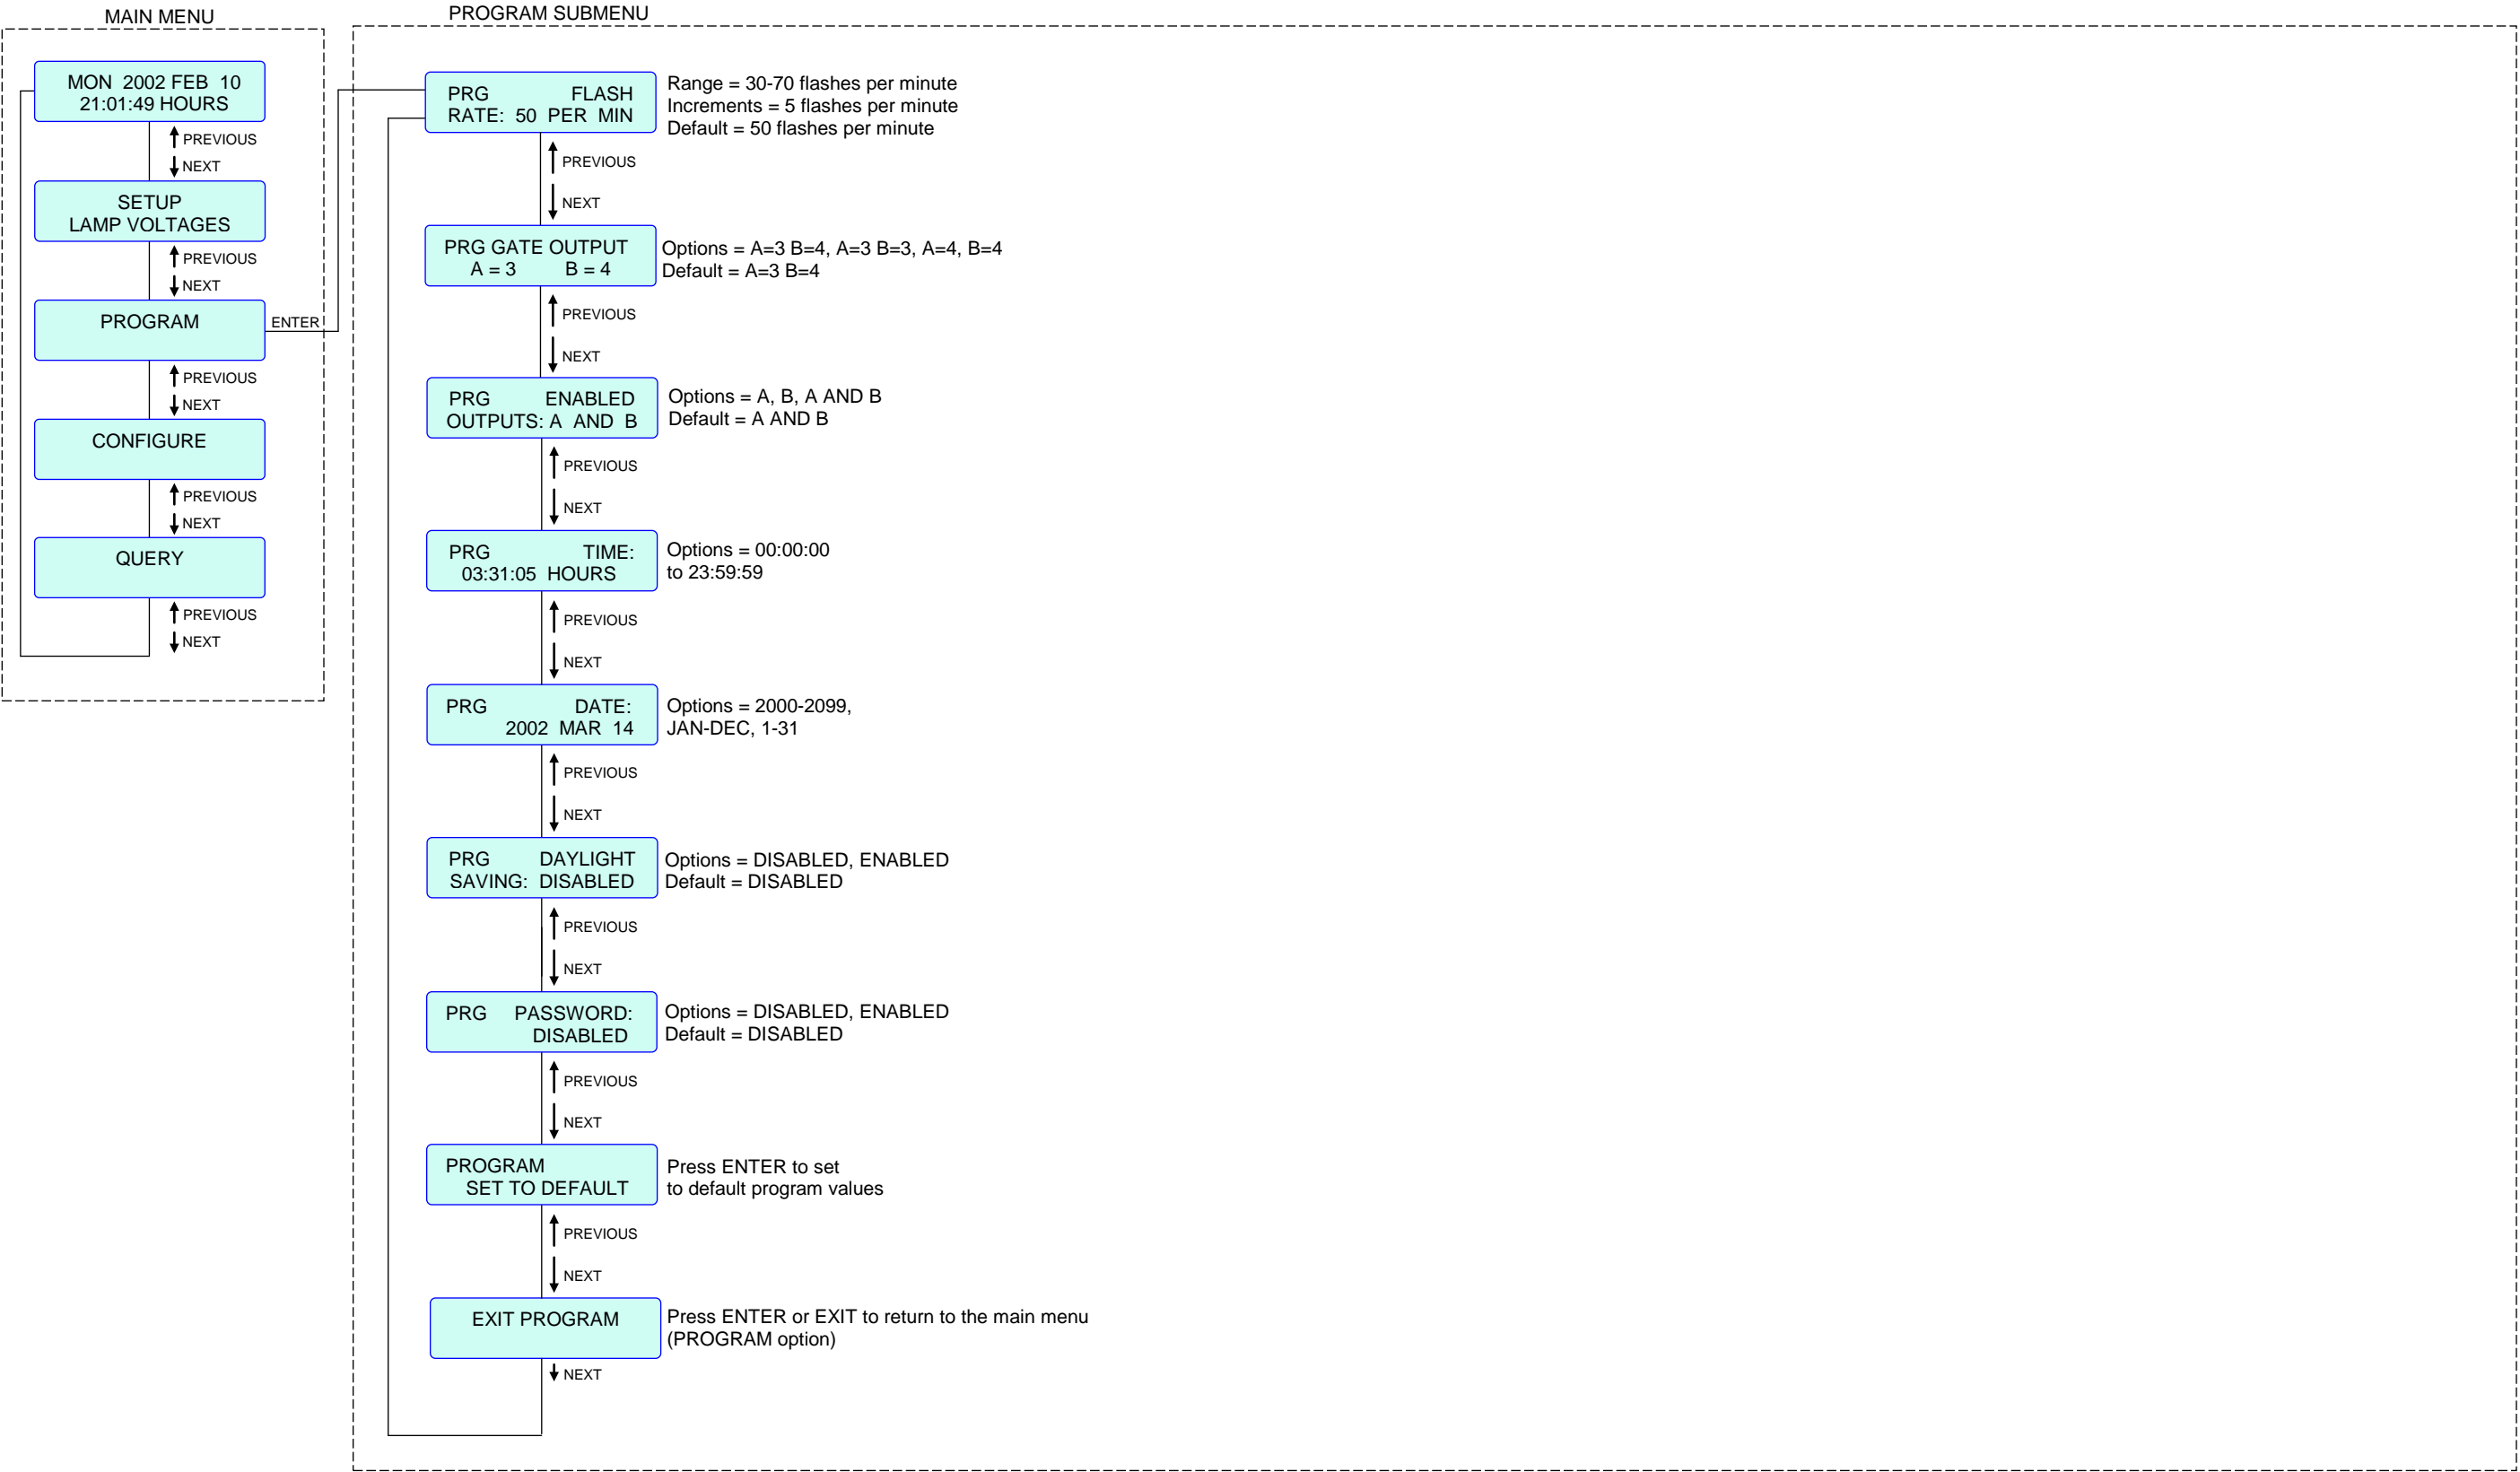 MAIN MENU
MON 2002 FEB 10
21:01:49 HOURS
PREVIOUS
NEXT
SETUP
LAMP VOLTAGES
PREVIOUS
NEXT
PROGRAM
ENTER
PREVIOUS
NEXT
CONFIGURE
PREVIOUS
NEXT
QUERY
PREVIOUS
NEXT
PROGRAM SUBMENU
PRG FLASH
RATE: 50 PER MIN
Range = 30-70 flashes per minute
Increments = 5 flashes per minute
Default = 50 flashes per minute
PREVIOUS
NEXT
PRG GATE OUTPUT
A = 3 B = 4
Options = A=3 B=4, A=3 B=3, A=4, B=4
Default = A=3 B=4
PREVIOUS
NEXT
PRG ENABLED
OUTPUTS: A AND B
Options = A, B, A AND B
Default = A AND B
PREVIOUS
NEXT
PRG TIME:
03:31:05 HOURS
Options = 00:00:00
to 23:59:59
PREVIOUS
NEXT
PRG DATE:
2002 MAR 14
Options = 2000-2099,
JAN-DEC, 1-31
PREVIOUS
NEXT
PRG DAYLIGHT
SAVING: DISABLED
Options = DISABLED, ENABLED
Default = DISABLED
PREVIOUS
NEXT
PRG PASSWORD:
DISABLED
Options = DISABLED, ENABLED
Default = DISABLED
PREVIOUS
NEXT
PROGRAM
SET TO DEFAULT
Press ENTER to set
to default program values
PREVIOUS
NEXT
EXIT PROGRAM
Press ENTER or EXIT to return to the main menu
(PROGRAM option)
NEXT